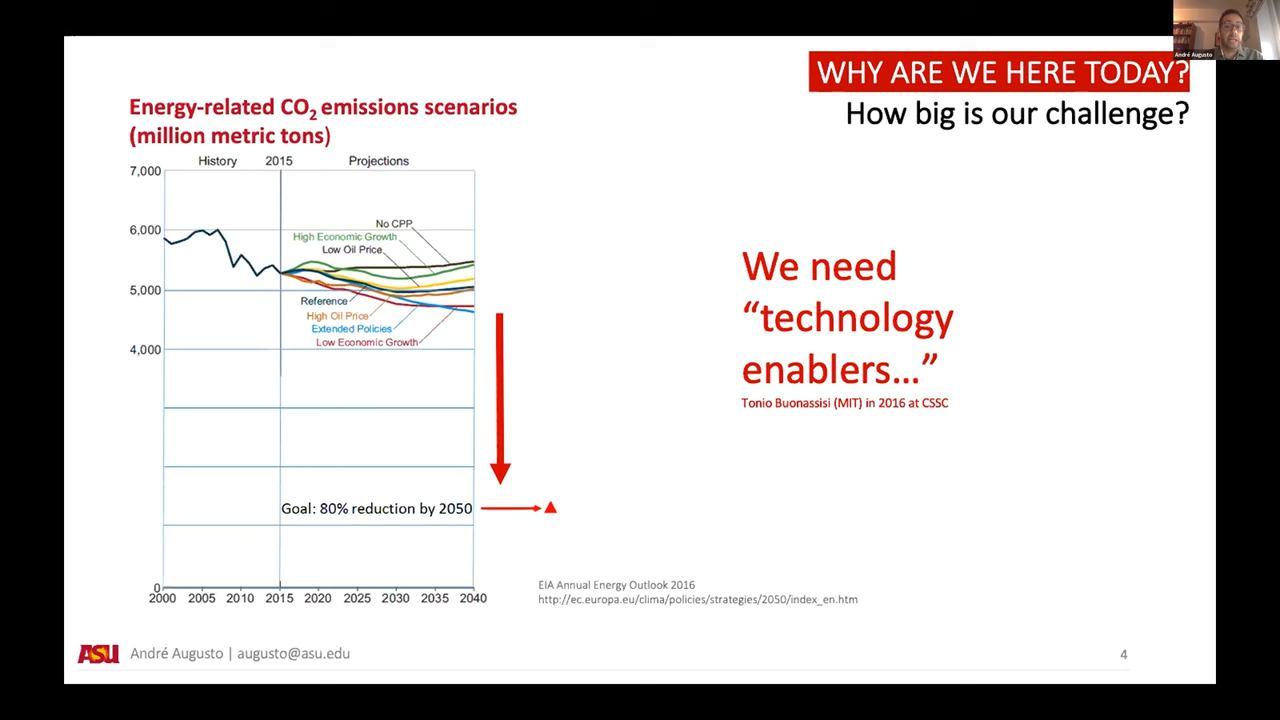 André Augusto
WHY ARE WE HERE TODAY?
How big is our challenge?
Energy-related CO₂ emissions scenarios
(million metric tons)
History 2015 Projections
7,000
6,000
5,000
4,000
0
No CPP
High Economic Growth
Low Oil Price
Reference
High Oil Price
Extended Policies
Low Economic Growth
Goal: 80% reduction by 2050
2000 2005 2010 2015 2020 2025 2030 2035 2040
We need
“technology
enablers…”
Tonio Buonassisi (MIT) in 2016 at CSSC
EIA Annual Energy Outlook 2016
http://ec.europa.eu/clima/policies/strategies/2050/index_en.htm
ASU André Augusto | augusto@asu.edu
4